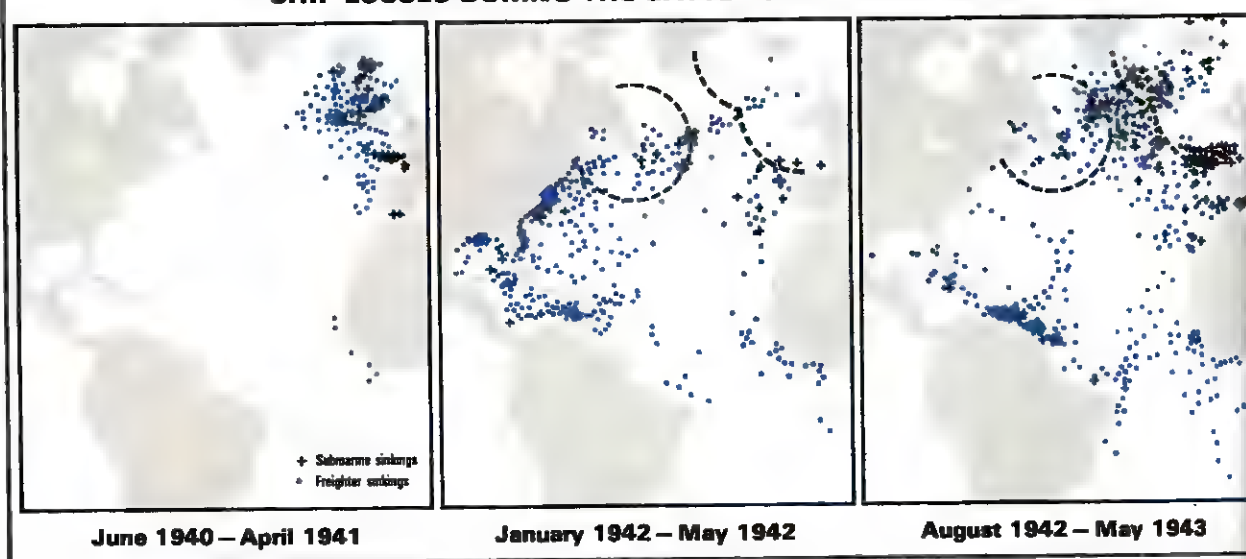 + Submarine sinkings
• Freighter sinkings
June 1940 – April 1941
January 1942 – May 1942
August 1942 – May 1943